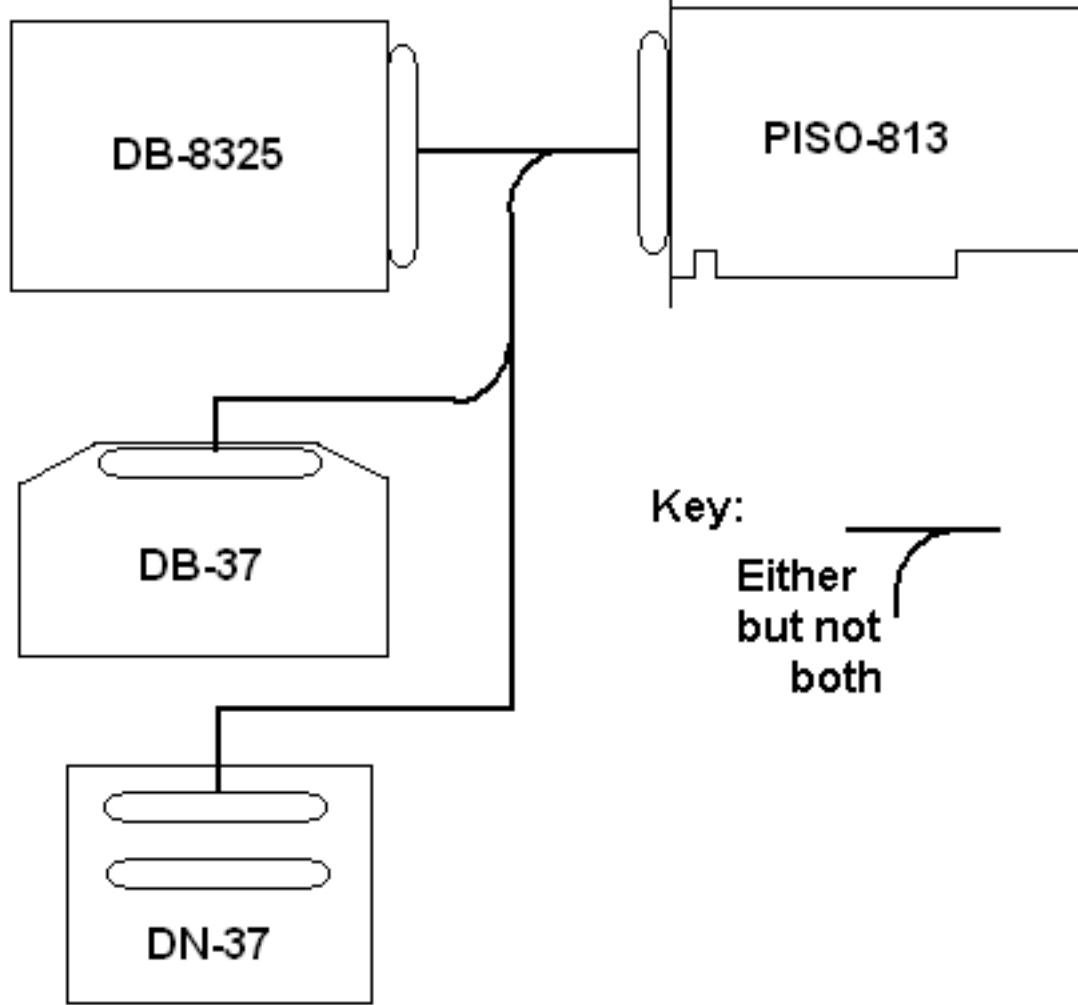 DB-8325
PISO-813
DB-37
Key:
Either
but not
both
DN-37